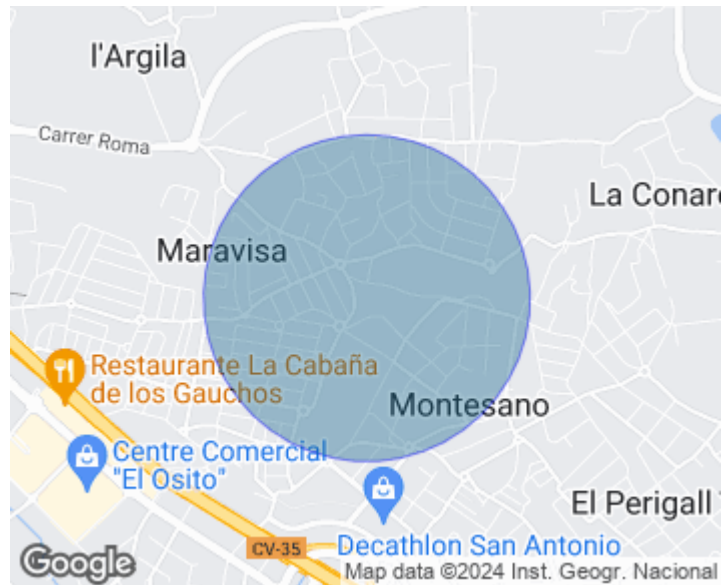 l'Argila
Carrer Roma
La Conar
Maravisa
Restaurante La Cabaña
de los Gauchos
Montesano
Centre Comercial
"El Osito"
El Perigall
CV-35
Decathlon San Antonio
Google
Map data ©2024 Inst. Geogr. Nacional